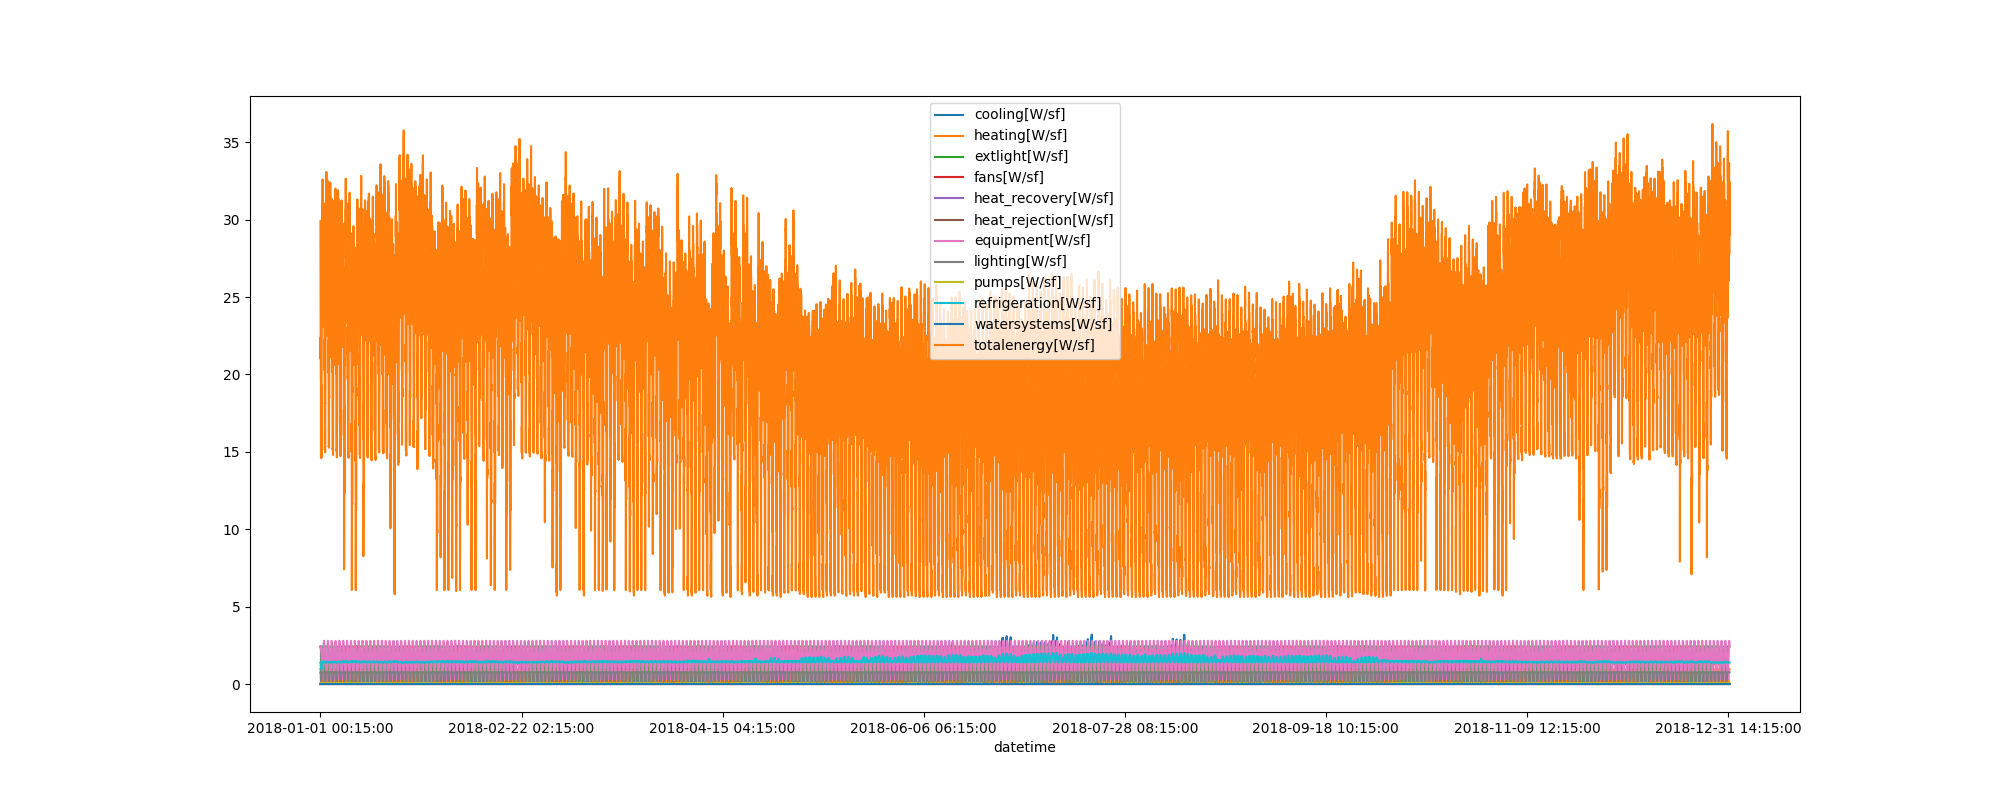 cooling[W/sf]
heating[W/sf]
extlight[W/sf]
fans[W/sf]
heat_recovery[W/sf]
heat_rejection[W/sf]
equipment[W/sf]
lighting[W/sf]
pumps[W/sf]
refrigeration[W/sf]
watersystems[W/sf]
totalenergy[W/sf]
35
30
25
20
15
10
5
0
2018-01-01 00:15:00 2018-02-22 02:15:00 2018-04-15 04:15:00 2018-06-06 06:15:00 2018-07-28 08:15:00 2018-09-18 10:15:00 2018-11-09 12:15:00 2018-12-31 14:15:00
datetime